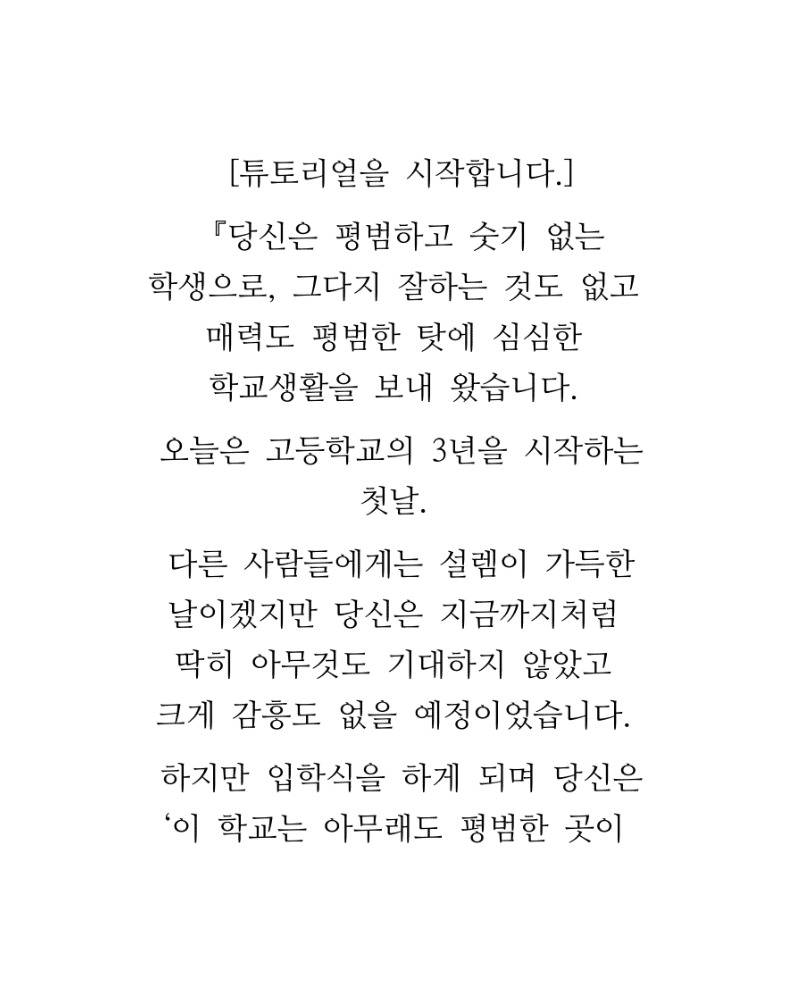 [튜토리얼을 시작합니다.]
『당신은 평범하고 숫기 없는
학생으로, 그다지 잘하는 것도 없고
매력도 평범한 탓에 심심한
학교생활을 보내 왔습니다.
오늘은 고등학교의 3년을 시작하는
첫날.
다른 사람들에게는 설렘이 가득한
날이겠지만 당신은 지금까지처럼
딱히 아무것도 기대하지 않았고
크게 감흥도 없을 예정이었습니다.
하지만 입학식을 하게 되며 당신은
‘이 학교는 아무래도 평범한 곳이